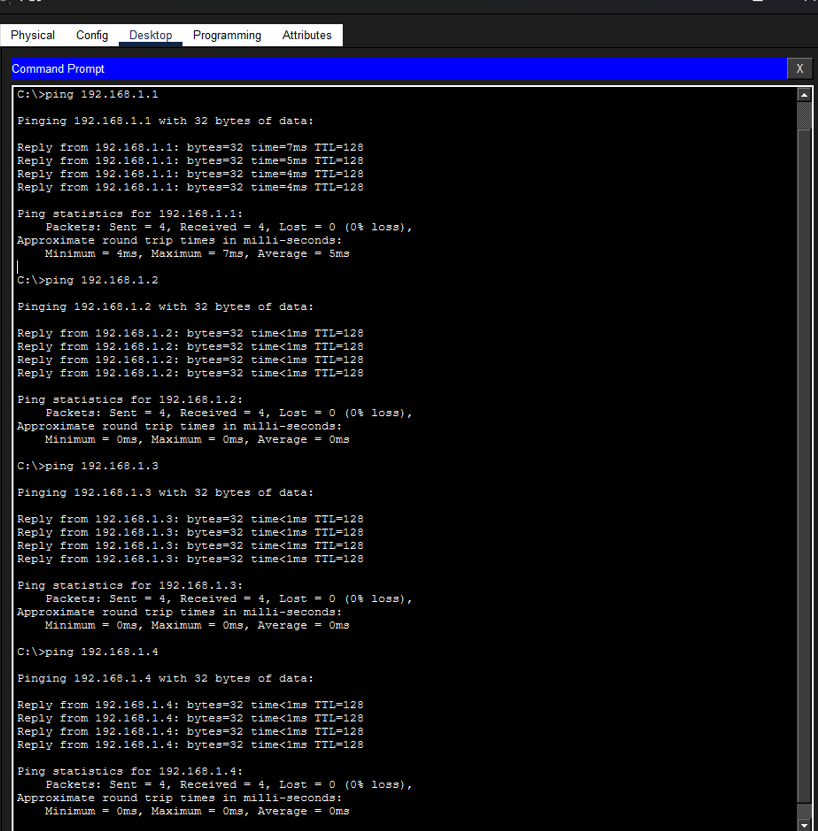 Physical Config Desktop Programming Attributes
Command Prompt X
C:\>ping 192.168.1.1
Pinging 192.168.1.1 with 32 bytes of data:
Reply from 192.168.1.1: bytes=32 time=7ms TTL=128
Reply from 192.168.1.1: bytes=32 time=5ms TTL=128
Reply from 192.168.1.1: bytes=32 time=4ms TTL=128
Reply from 192.168.1.1: bytes=32 time=4ms TTL=128
Ping statistics for 192.168.1.1:
Packets: Sent = 4, Received = 4, Lost = 0 (0% loss),
Approximate round trip times in milli-seconds:
Minimum = 4ms, Maximum = 7ms, Average = 5ms
C:\>ping 192.168.1.2
Pinging 192.168.1.2 with 32 bytes of data:
Reply from 192.168.1.2: bytes=32 time<1ms TTL=128
Reply from 192.168.1.2: bytes=32 time<1ms TTL=128
Reply from 192.168.1.2: bytes=32 time<1ms TTL=128
Reply from 192.168.1.2: bytes=32 time<1ms TTL=128
Ping statistics for 192.168.1.2:
Packets: Sent = 4, Received = 4, Lost = 0 (0% loss),
Approximate round trip times in milli-seconds:
Minimum = 0ms, Maximum = 0ms, Average = 0ms
C:\>ping 192.168.1.3
Pinging 192.168.1.3 with 32 bytes of data:
Reply from 192.168.1.3: bytes=32 time<1ms TTL=128
Reply from 192.168.1.3: bytes=32 time<1ms TTL=128
Reply from 192.168.1.3: bytes=32 time<1ms TTL=128
Reply from 192.168.1.3: bytes=32 time<1ms TTL=128
Ping statistics for 192.168.1.3:
Packets: Sent = 4, Received = 4, Lost = 0 (0% loss),
Approximate round trip times in milli-seconds:
Minimum = 0ms, Maximum = 0ms, Average = 0ms
C:\>ping 192.168.1.4
Pinging 192.168.1.4 with 32 bytes of data:
Reply from 192.168.1.4: bytes=32 time<1ms TTL=128
Reply from 192.168.1.4: bytes=32 time<1ms TTL=128
Reply from 192.168.1.4: bytes=32 time<1ms TTL=128
Reply from 192.168.1.4: bytes=32 time<1ms TTL=128
Ping statistics for 192.168.1.4:
Packets: Sent = 4, Received = 4, Lost = 0 (0% loss),
Approximate round trip times in milli-seconds:
Minimum = 0ms, Maximum = 0ms, Average = 0ms